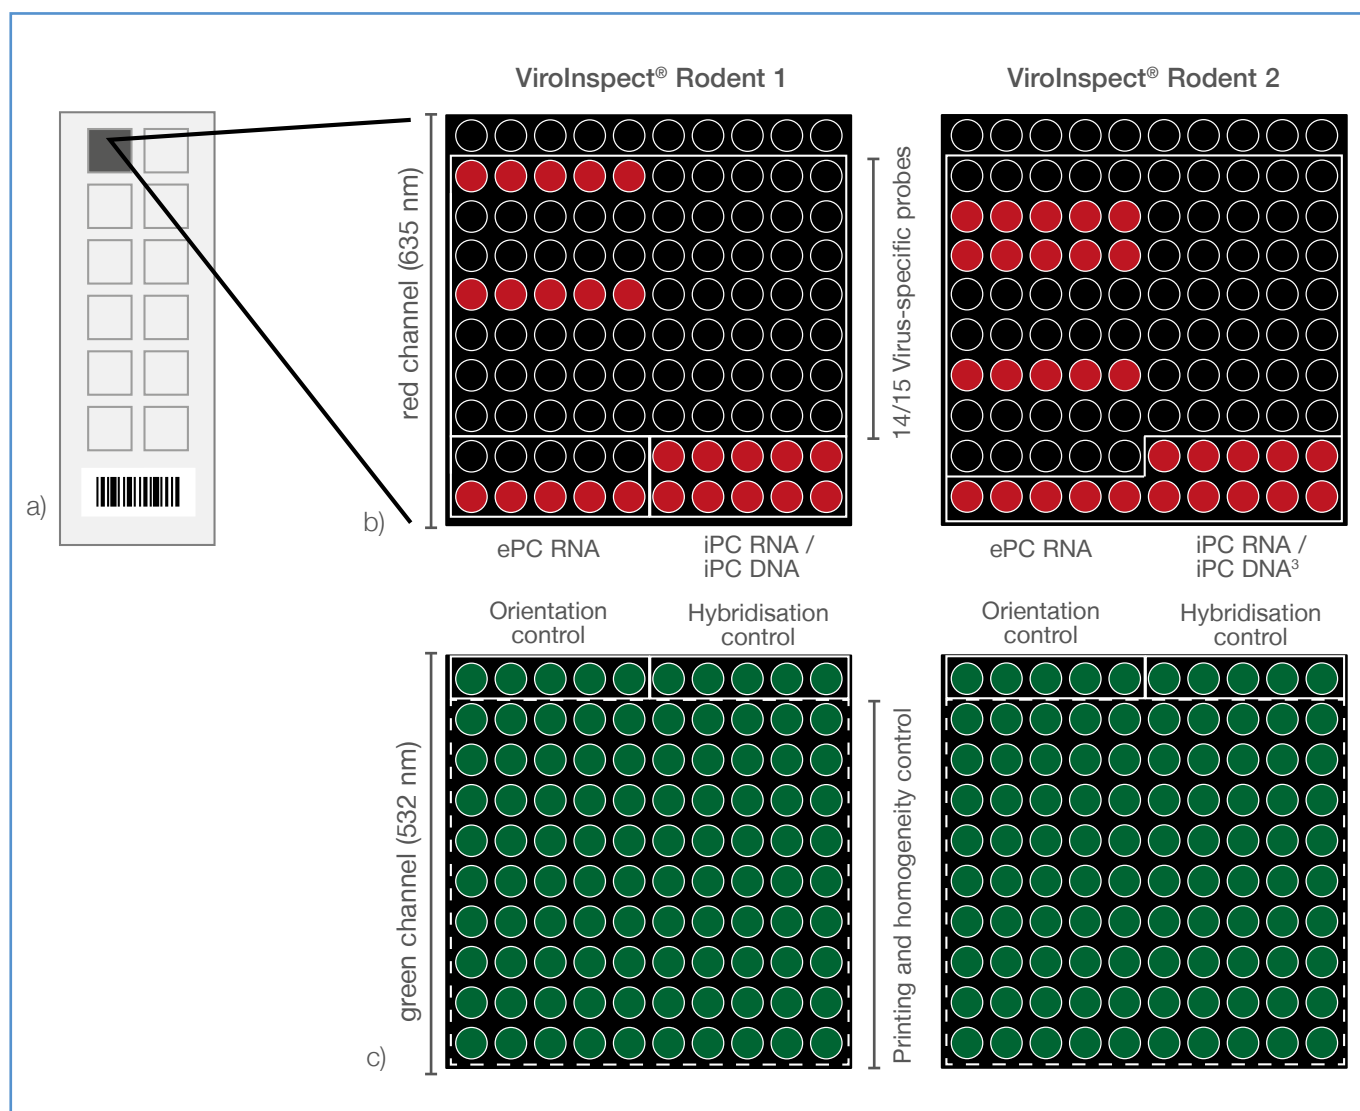 ViroInspect® Rodent 1
ViroInspect® Rodent 2
a)
b)
red channel (635 nm)
14/15 Virus-specific probes
ePC RNA
iPC RNA /
iPC DNA
ePC RNA
iPC RNA /
iPC DNA³
Orientation
control
Hybridisation
control
Orientation
control
Hybridisation
control
c)
green channel (532 nm)
Printing and homogeneity control